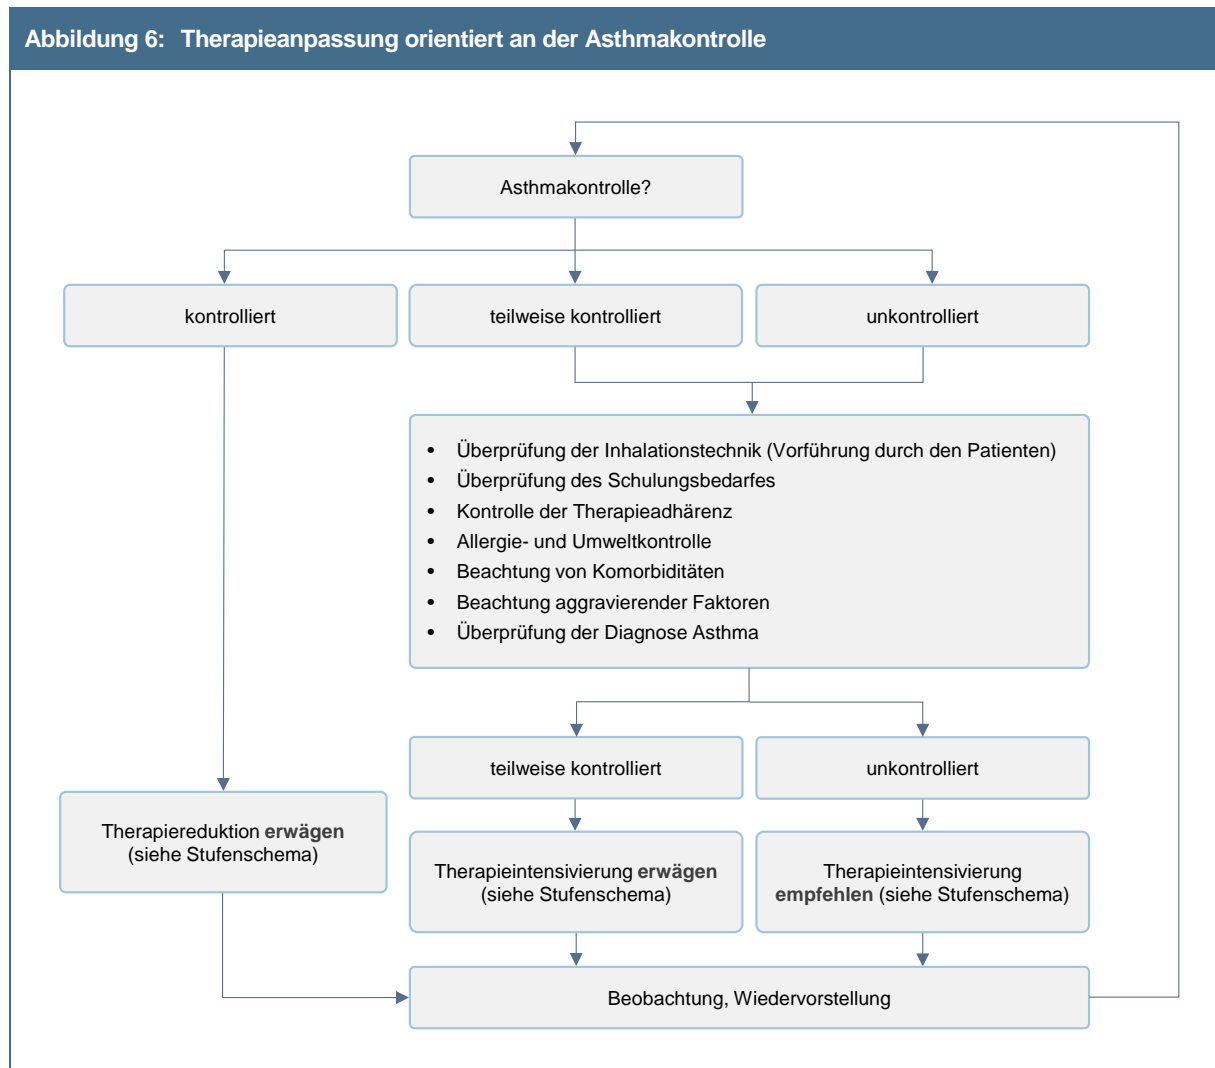 Abbildung 6: Therapieanpassung orientiert an der Asthmakontrolle
Asthmakontrolle?
kontrolliert
teilweise kontrolliert
unkontrolliert
• Überprüfung der Inhalationstechnik (Vorführung durch den Patienten)
• Überprüfung des Schulungsbedarfes
• Kontrolle der Therapieadhärenz
• Allergie- und Umweltkontrolle
• Beachtung von Komorbiditäten
• Beachtung aggravierender Faktoren
• Überprüfung der Diagnose Asthma
teilweise kontrolliert
unkontrolliert
Therapiereduktion erwägen
(siehe Stufenschema)
Therapieintensivierung erwägen
(siehe Stufenschema)
Therapieintensivierung
empfehlen (siehe Stufenschema)
Beobachtung, Wiedervorstellung